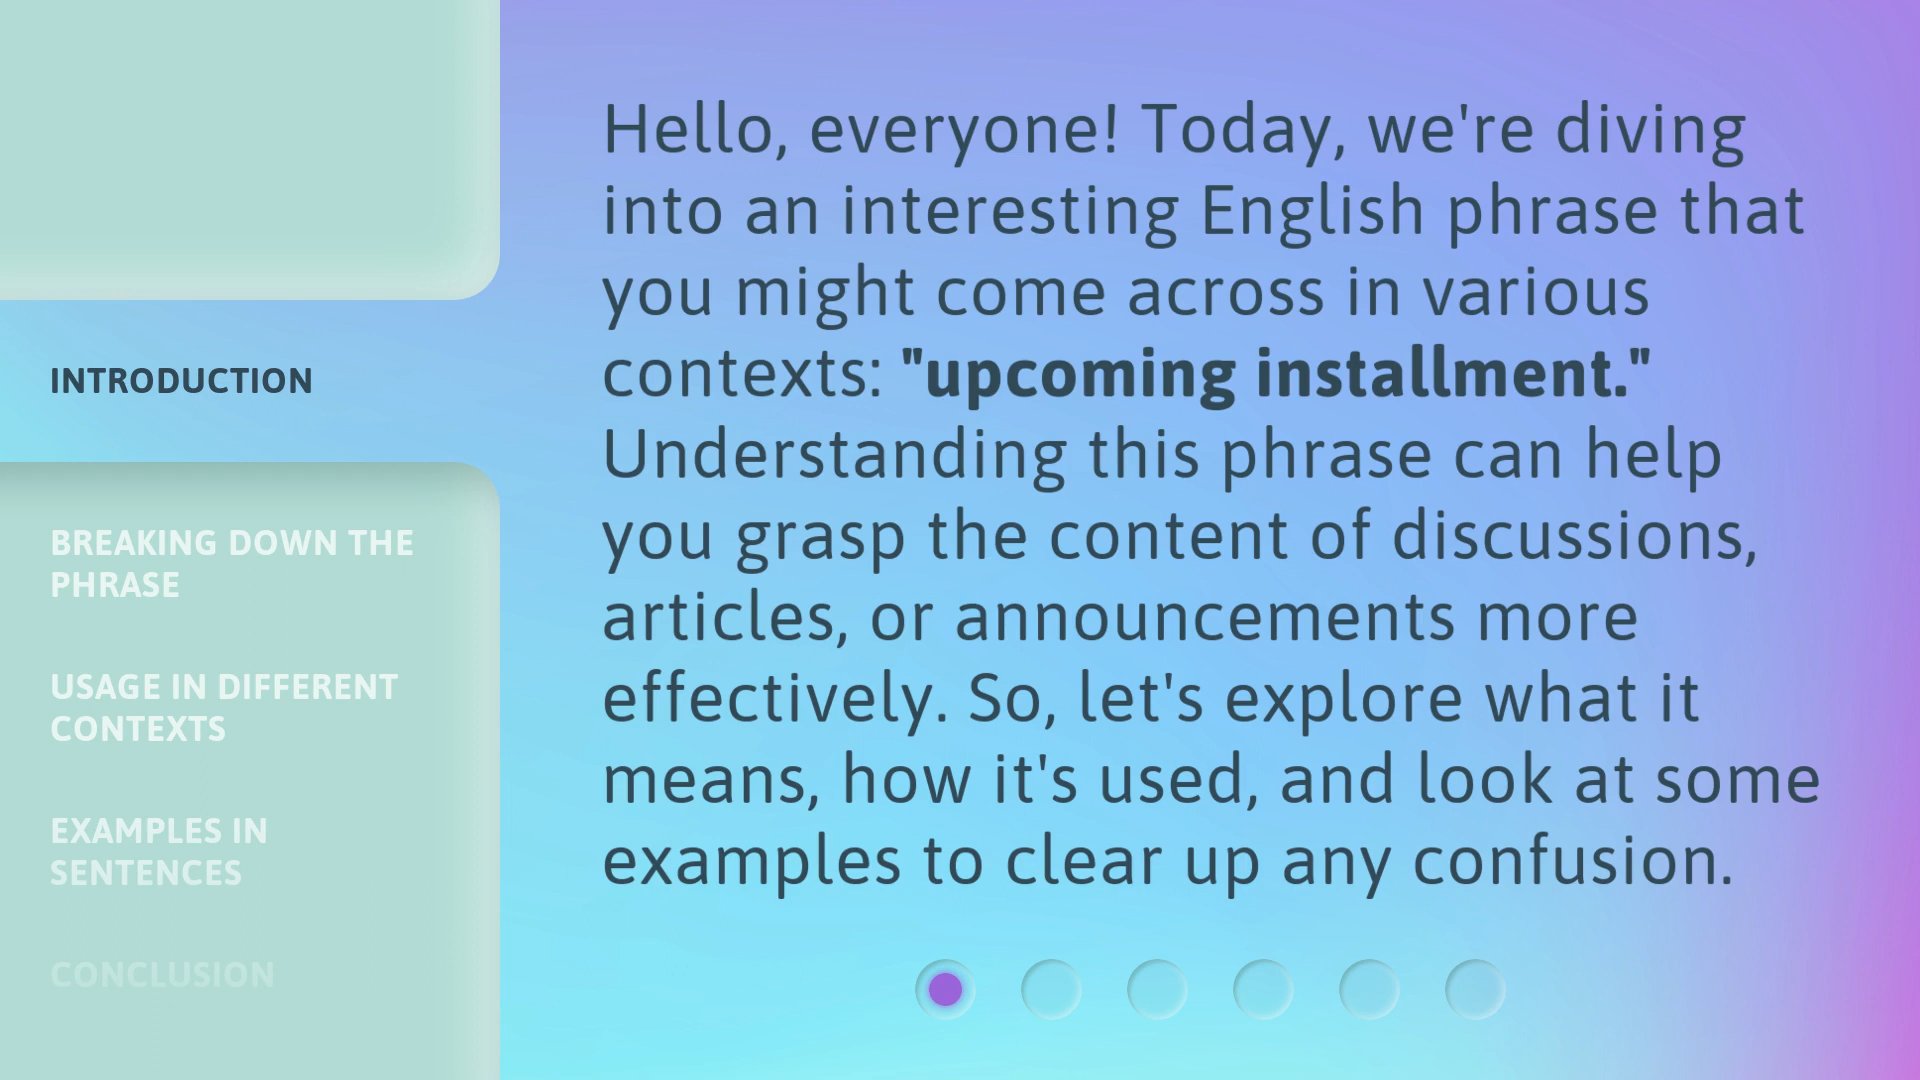 INTRODUCTION
BREAKING DOWN THE
PHRASE
USAGE IN DIFFERENT
CONTEXTS
EXAMPLES IN
SENTENCES
CONCLUSION
Hello, everyone! Today, we're diving
into an interesting English phrase that
you might come across in various
contexts: "upcoming installment."
Understanding this phrase can help
you grasp the content of discussions,
articles, or announcements more
effectively. So, let's explore what it
means, how it's used, and look at some
examples to clear up any confusion.